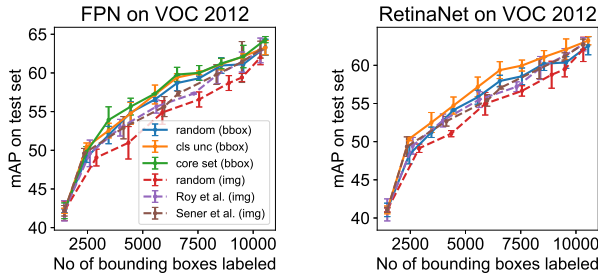 FPN on VOC 2012
mAP on test set
65
60
55
50
45
40
random (bbox)
cls unc (bbox)
core set (bbox)
random (img)
Roy et al. (img)
Sener et al. (img)
2500 5000 7500 10000
No of bounding boxes labeled
RetinaNet on VOC 2012
mAP on test set
60
55
50
45
40
2500 5000 7500 10000
No of bounding boxes labeled